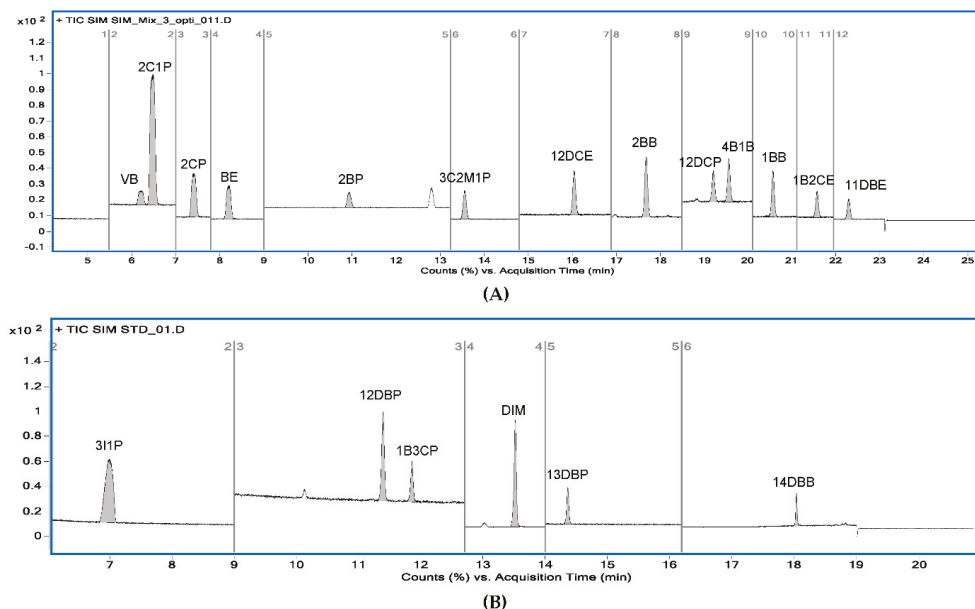 + TIC SIM SIM_Mix_3_opti_011.D
x10 2
1 2 2 3 3 4 4 5 5 6 6 7 7 8 8 9 9 10 10 11 11 12
1.2
1.1
1
0.9
0.8
0.7
0.6
0.5
0.4
0.3
0.2
0.1
0
-0.1
VB
2C1P
2CP
BE
2BP
3C2M1P
12DCE
2BB
12DCP
4B1B
1BB
1B2CE
11DBE
5 6 7 8 9 10 11 12 13 14 15 16 17 18 19 20 21 22 23 24 25
Counts (%) vs. Acquisition Time (min)
(A)
+ TIC SIM STD_01.D
x10 2
2 2 3 3 4 4 5 5 6
1.4
1.2
1
0.8
0.6
0.4
0.2
0
3I1P
12DBP
1B3CP
DIM
13DBP
14DBB
7 8 9 10 11 12 13 14 15 16 17 18 19 20
Counts (%) vs. Acquisition Time (min)
(B)